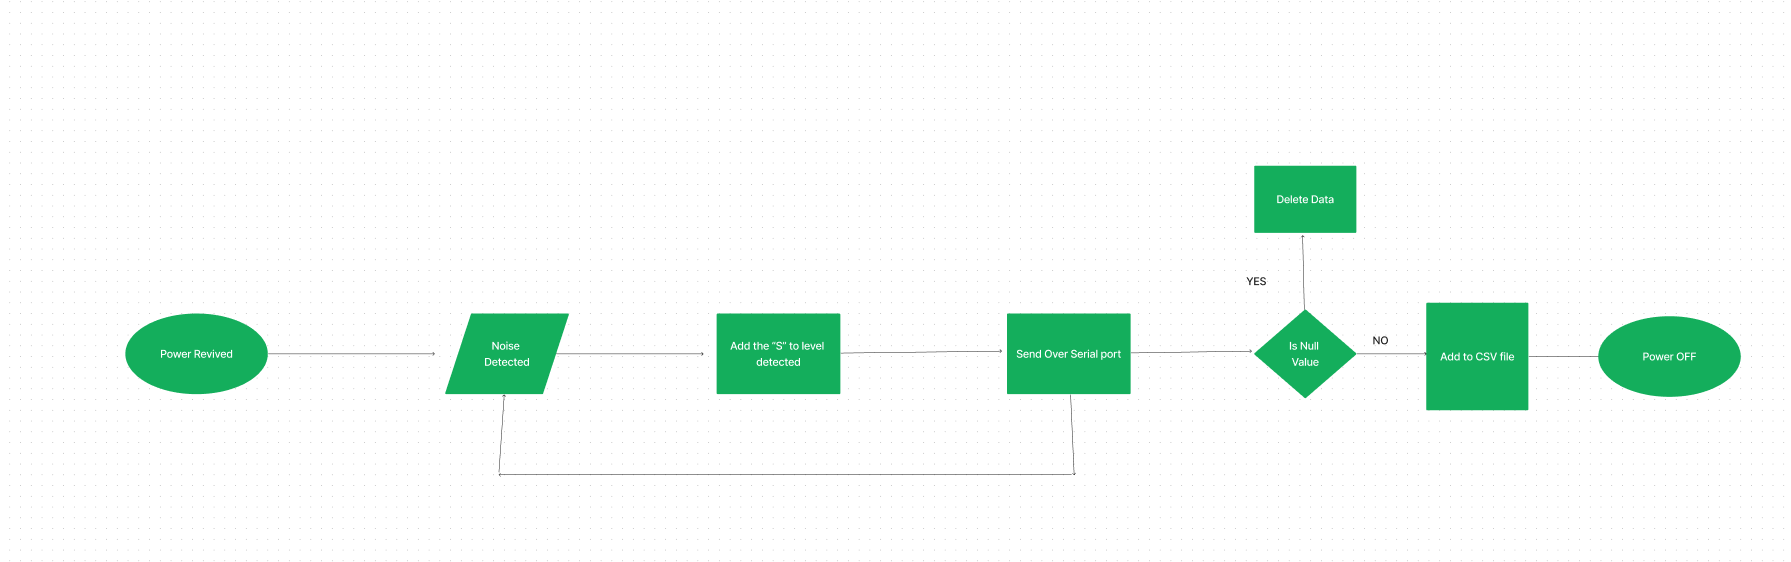 Delete Data
YES
Power Revived
Noise
Detected
Add the “S” to level
detected
Send Over Serial port
Is Null
Value
NO
Add to CSV file
Power OFF